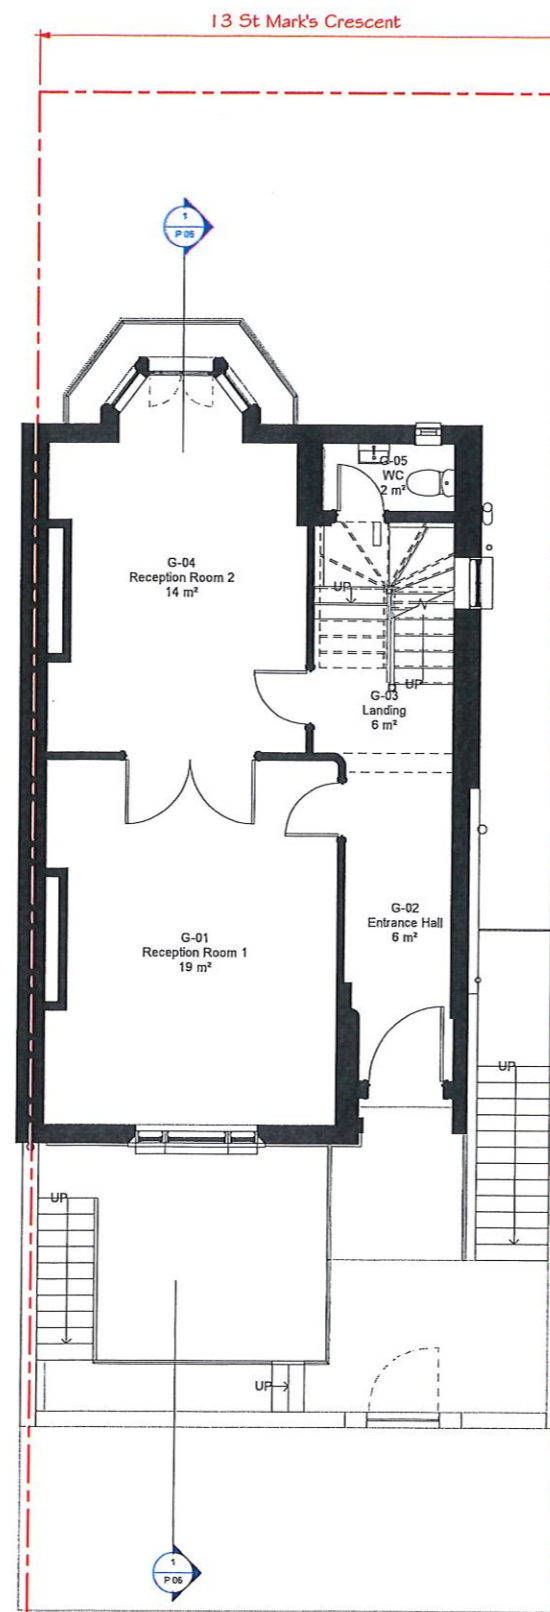 13 St Mark's Crescent
1
P 06
G-05
WC
2 m²
G-04
Reception Room 2
14 m²
UP
UP
G-03
Landing
6 m²
G-02
Entrance Hall
6 m²
G-01
Reception Room 1
19 m²
UP
UP
UP
1
P 06